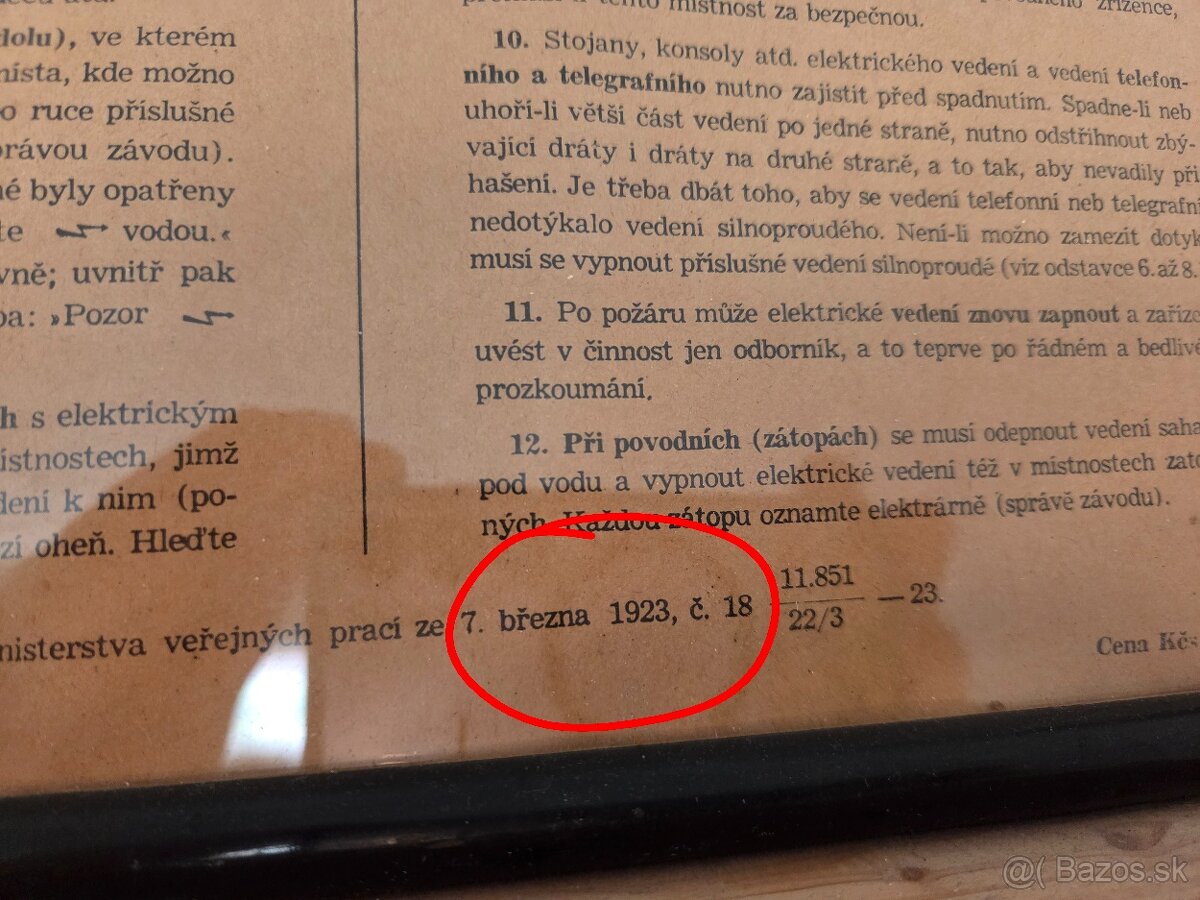 dolu), ve kterém
místa, kde možno
po ruce příslušné
správou závodu).
né byly opatřeny
vodou.«
vně; uvnitř pak
»Pozor
s elektrickým
místnostech, jimž
k nim (po-
oheň. Hleďte
místnost za bezpečnou.
10. Stojany, konsoly atd. elektrického vedení a vedení telefon-
ního a telegrafního nutno zajistit před spadnutím. Spadne-li neb
uhoří-li větší část vedení po jedné straně, nutno odstřihnout zbý-
vající dráty i dráty na druhé straně, a to tak, aby nevadily při
hašení. Je třeba dbát toho, aby se vedení telefonní neb telegrafní
nedotýkalo vedení silnoproudého. Není-li možno zamezit dotyk
musí se vypnout příslušné vedení silnoproudé (viz odstavce 6. až 8.
11. Po požáru může elektrické vedení znovu zapnout a zaříze
uvést v činnost jen odborník, a to teprve po řádném a bedlivé
prozkoumání.
12. Při povodních (zátopách) se musí odepnout vedení saha
pod vodu a vypnout elektrické vedení též v místnostech zato
ných. Každou zátopu oznamte elektrárně (správě závodu).
nisterstva veřejných prací ze 7. března 1923, č. 18 11.851
22/3 — 23.
Cena Kčs
@( Bazos.sk